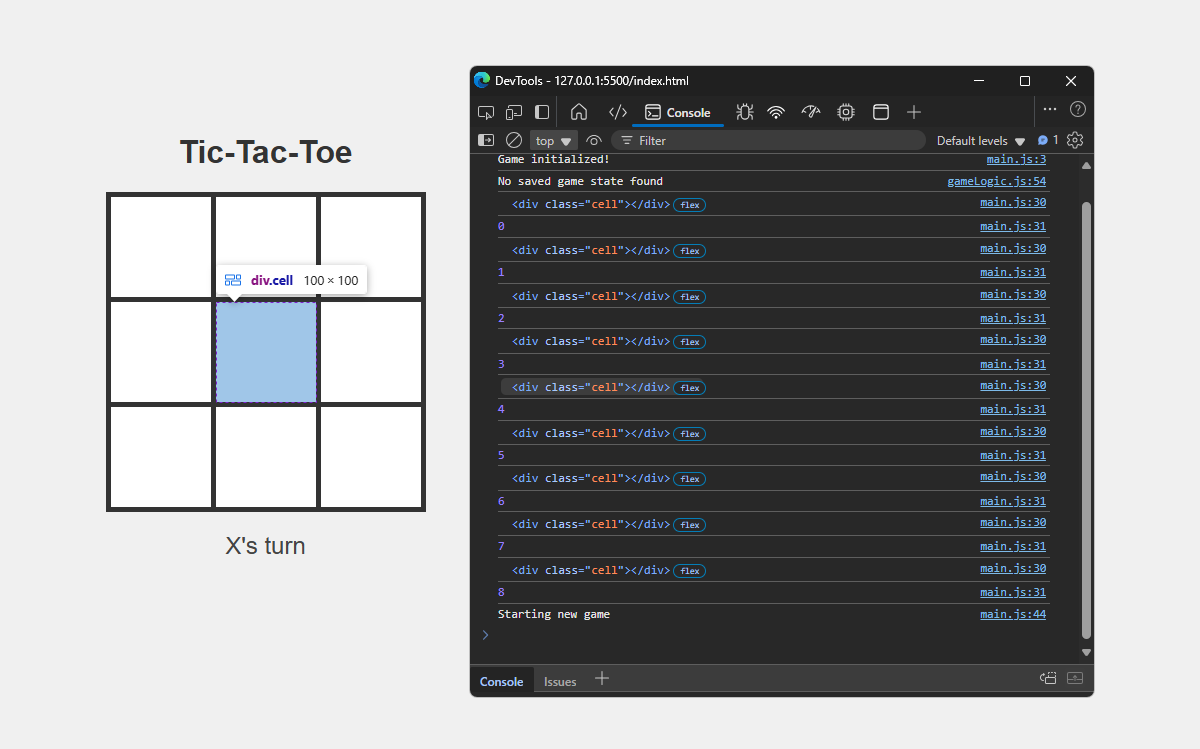 Tic-Tac-Toe
div.cell 100 × 100
X's turn
DevTools - 127.0.0.1:5500/index.html
Console
top Filter Default levels 1
Game initialized! main.js:3
No saved game state found gameLogic.js:54
<div class="cell"></div> flex main.js:30
0 main.js:31
<div class="cell"></div> flex main.js:30
1 main.js:31
<div class="cell"></div> flex main.js:30
2 main.js:31
<div class="cell"></div> flex main.js:30
3 main.js:31
<div class="cell"></div> flex main.js:30
4 main.js:31
<div class="cell"></div> flex main.js:30
5 main.js:31
<div class="cell"></div> flex main.js:30
6 main.js:31
<div class="cell"></div> flex main.js:30
7 main.js:31
<div class="cell"></div> flex main.js:30
8 main.js:31
Starting new game main.js:44
Console Issues